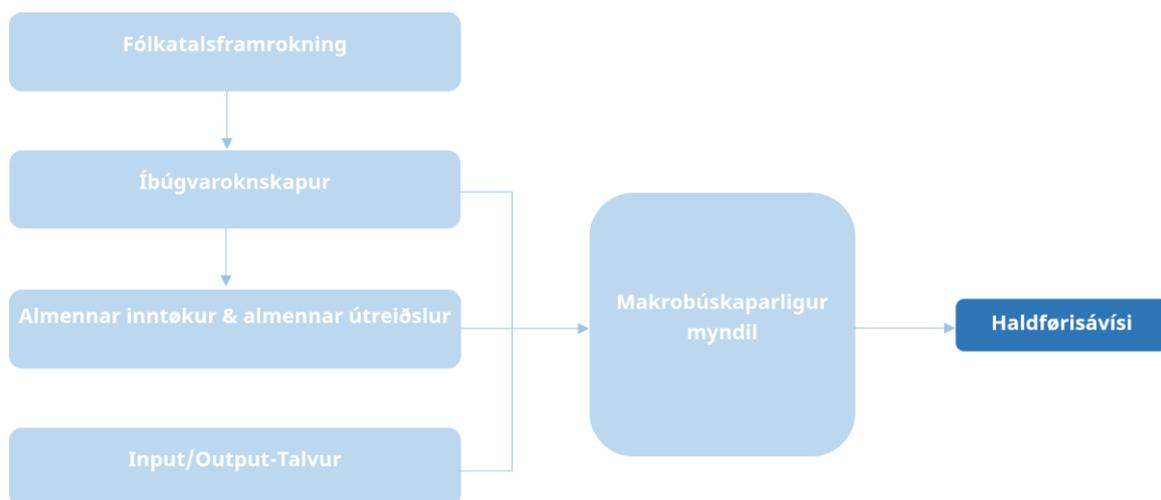 Fólkatalsframrokning
Íbúgvaroknskapur
Almennar inntøkur & almennar útreiðslur
Makrobúskaparligur
myndil
Haldførisávísi
Input/Output-Talvur